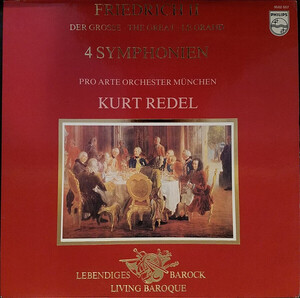 PHILIPS
FRIEDRICH II
DER GROSSE · THE GREAT · LE GRAND
4 SYMPHONIEN
PRO ARTE ORCHESTER MÜNCHEN
KURT REDEL
LEBENDIGES BAROCK
LIVING BAROQUE